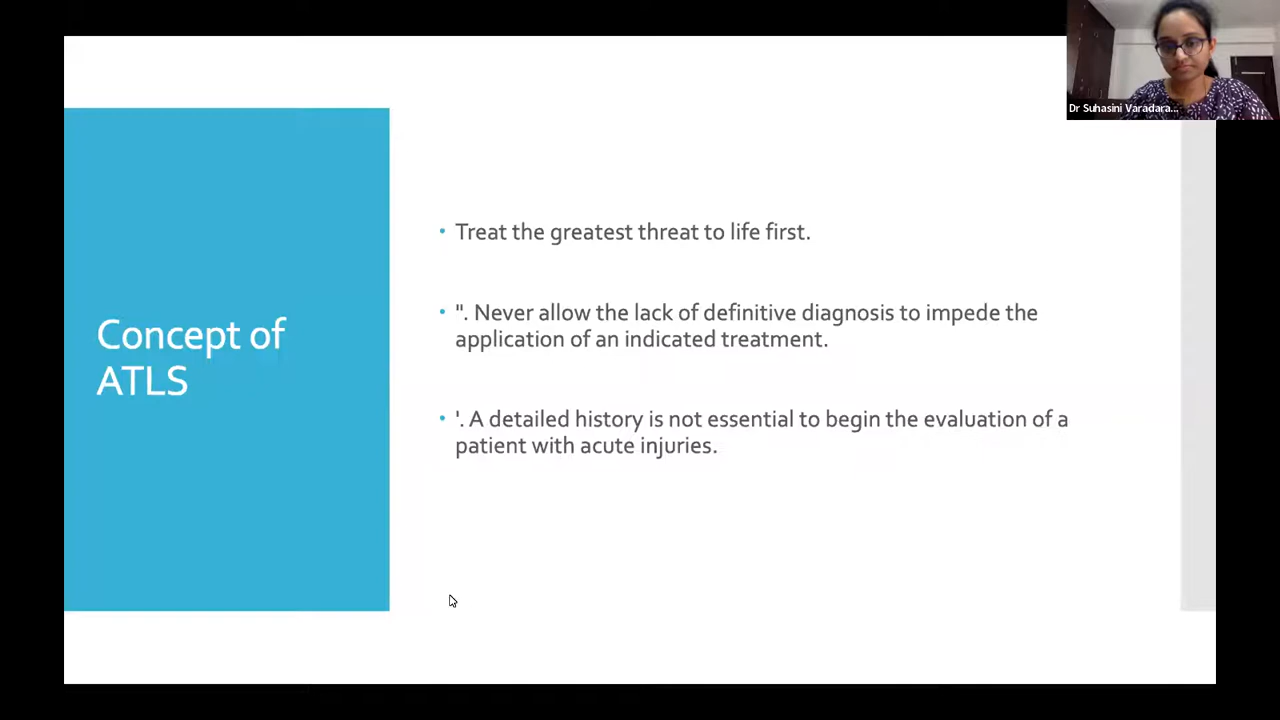 Dr Suhasini Varadara...
Concept of
ATLS
• Treat the greatest threat to life first.
• ". Never allow the lack of definitive diagnosis to impede the
application of an indicated treatment.
• '. A detailed history is not essential to begin the evaluation of a
patient with acute injuries.